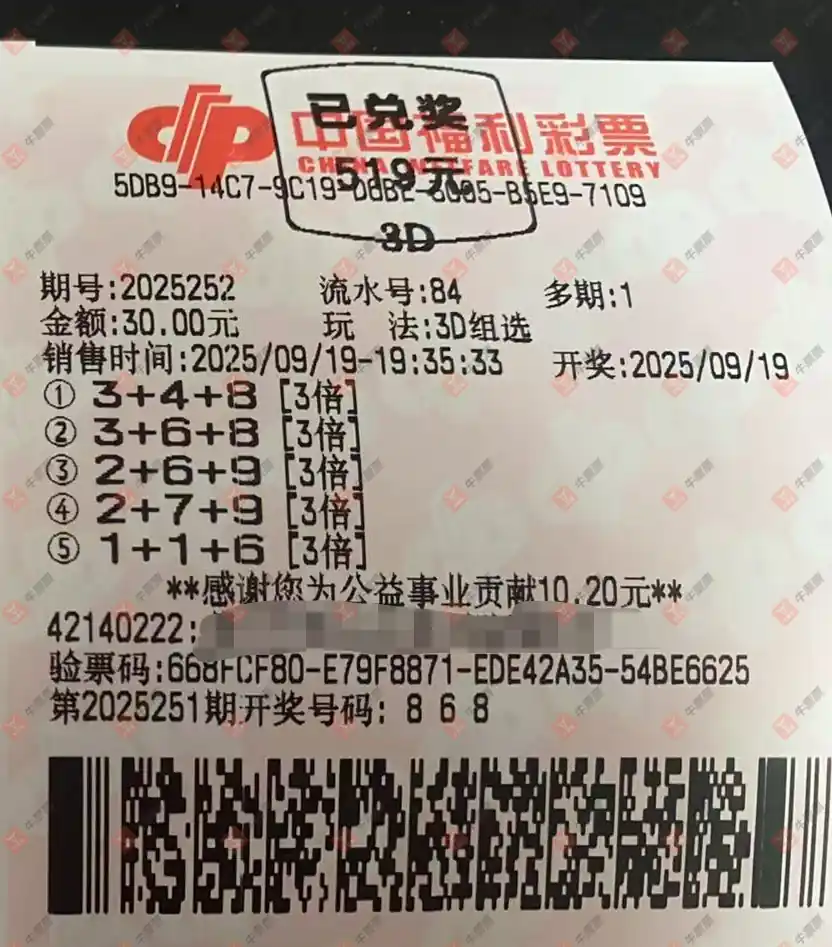 已兑奖
中国福利彩票
CHINA WELFARE LOTTERY
519元
3D
期号:2025252 流水号:84 多期:1
金额:30.00元 玩 法:3D组选
销售时间:2025/09/19-19:35:33 开奖:2025/09/19
① 3+4+8 [3倍]
② 3+6+8 [3倍]
③ 2+6+9 [3倍]
④ 2+7+9 [3倍]
⑤ 1+1+6 [3倍]
**感谢您为公益事业贡献10.20元**
42140222:
验票码:668FCF80-E79F8871-EDE42A35-54BE6625
第2025251期开奖号码: 8 6 8